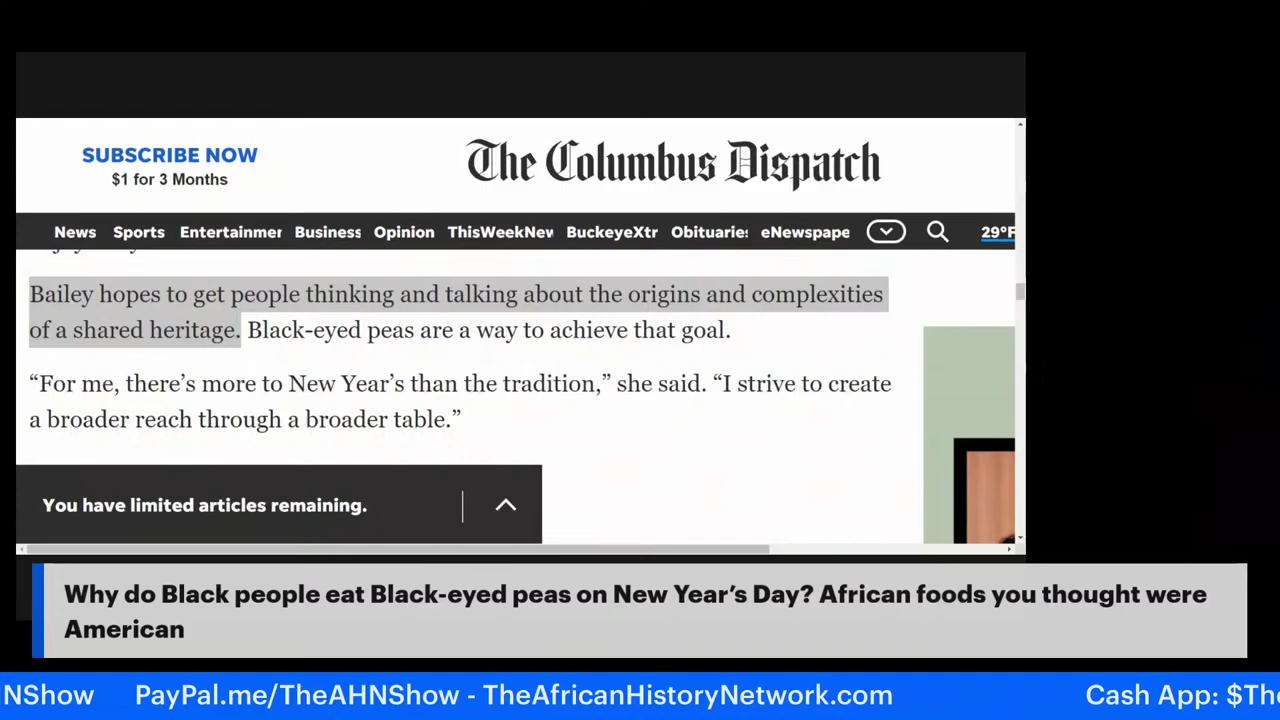 SUBSCRIBE NOW
$1 for 3 Months
The Columbus Dispatch
News Sports Entertainmen Business Opinion ThisWeekNew BuckeyeXtr Obituaries eNewspape 29°F
Bailey hopes to get people thinking and talking about the origins and complexities
of a shared heritage. Black-eyed peas are a way to achieve that goal.
“For me, there’s more to New Year’s than the tradition,” she said. “I strive to create
a broader reach through a broader table.”
You have limited articles remaining.
Why do Black people eat Black-eyed peas on New Year’s Day? African foods you thought were
American
NShow PayPal.me/TheAHNShow - TheAfricanHistoryNetwork.com Cash App: $The